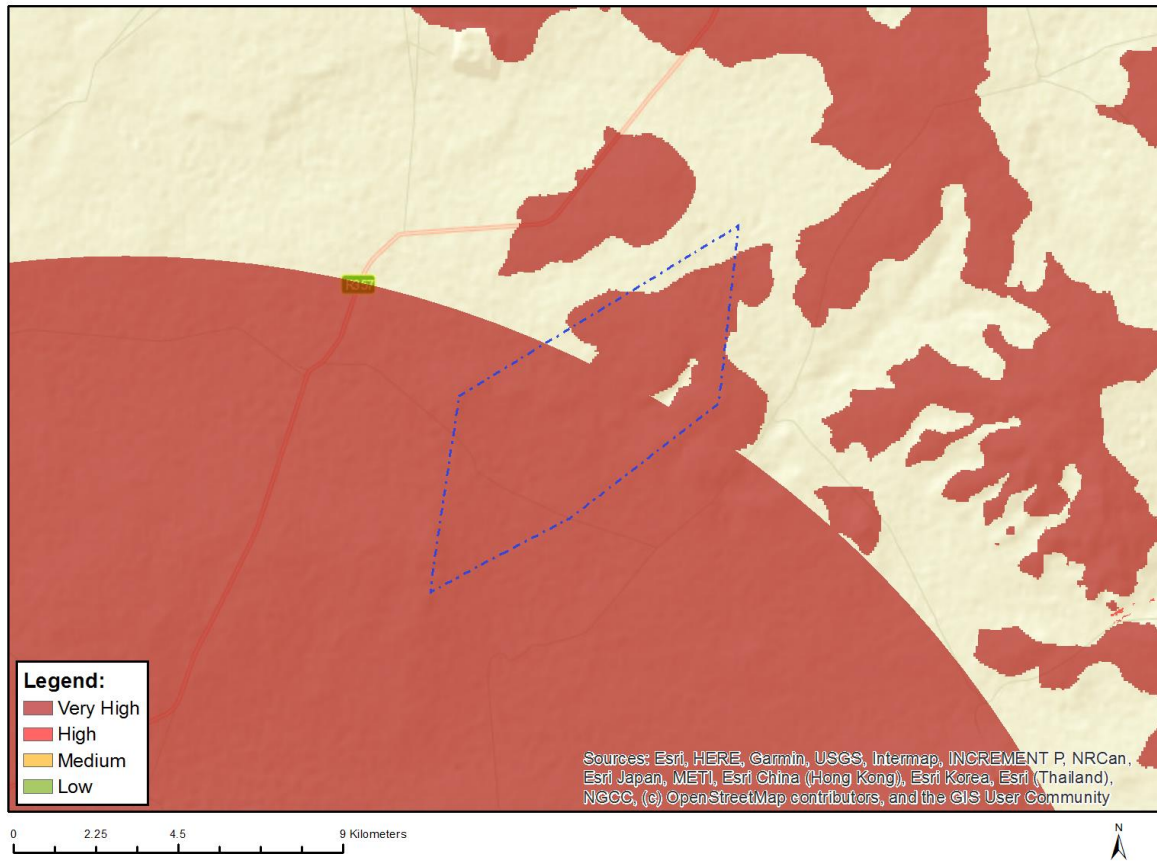 R357
Legend:
Very High
High
Medium
Low
Sources: Esri, HERE, Garmin, USGS, Intermap, INCREMENT P, NRCan,
Esri Japan, METI, Esri China (Hong Kong), Esri Korea, Esri (Thailand),
NGCC, (c) OpenStreetMap contributors, and the GIS User Community
0 2.25 4.5 9 Kilometers
N